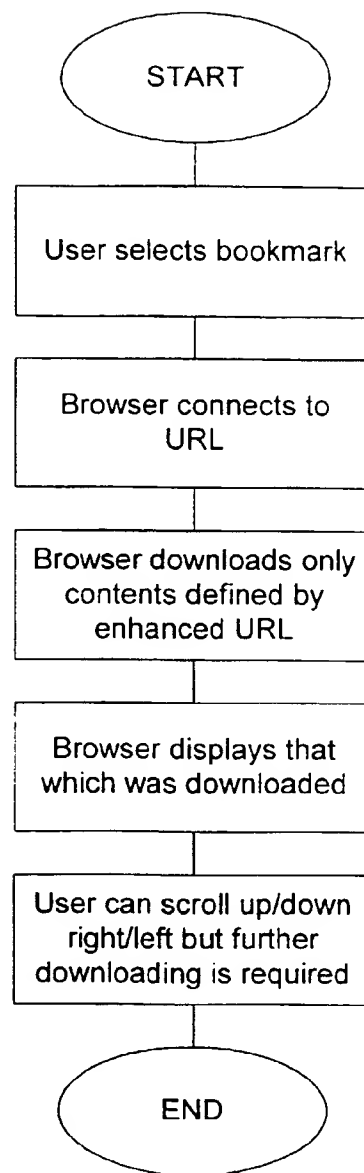 START
User selects bookmark
Browser connects to
URL
Browser downloads only
contents defined by
enhanced URL
Browser displays that
which was downloaded
User can scroll up/down
right/left but further
downloading is required
END